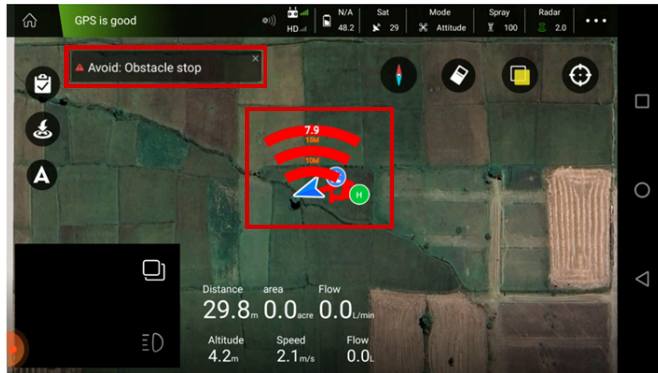 GPS is good
HD
N/A
48.2
Sat
29
Mode
Attitude
Spray
100
Radar
2.0
Avoid: Obstacle stop
7.9
15M
10M
H
A
Distance
29.8m
area
0.0acre
Flow
0.0L/min
Altitude
4.2m
Speed
2.1m/s
Flow
0.0L